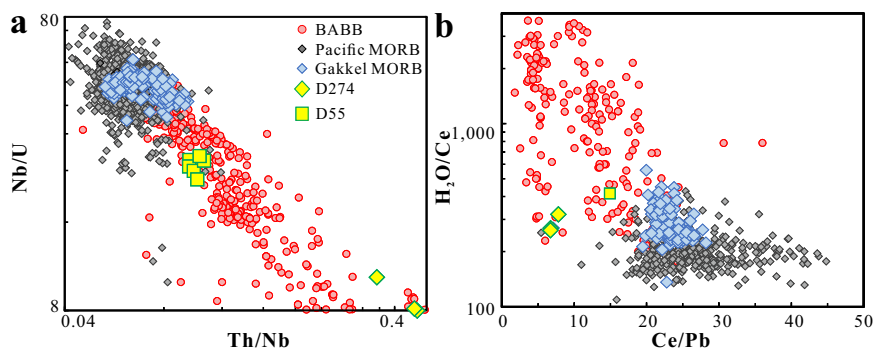 a
80
Nb/U
8
0.04
0.4
Th/Nb
BABB
Pacific MORB
Gakkel MORB
D274
D55
b
H₂O/Ce
1,000
100
0
10
20
30
40
50
Ce/Pb